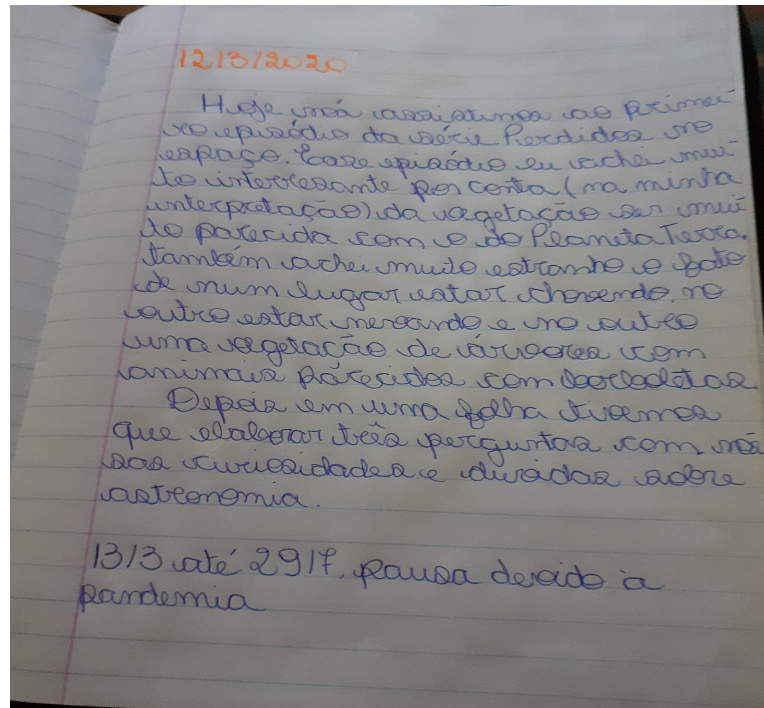 12/3/2020
Hoje nós assistimos ao primei-
ro episódio da série Perdidos no
espaço. Esse episódio eu achei mui-
to interessante por conta (na minha
interpretação) da vegetação ser mui
to parecida com o do Planeta Terra.
também achei muito estranho o fato
de num lugar estar chovendo, no
outro estar nevando e no outro
uma vegetação de árvores com
animais parecidos com borboletas.
Depois em uma folha tivemos
que elaborar três perguntas com nos
sas curiosidades e dúvidas sobre
astronomia.
13/3 até 29/7, pausa devido à
pandemia